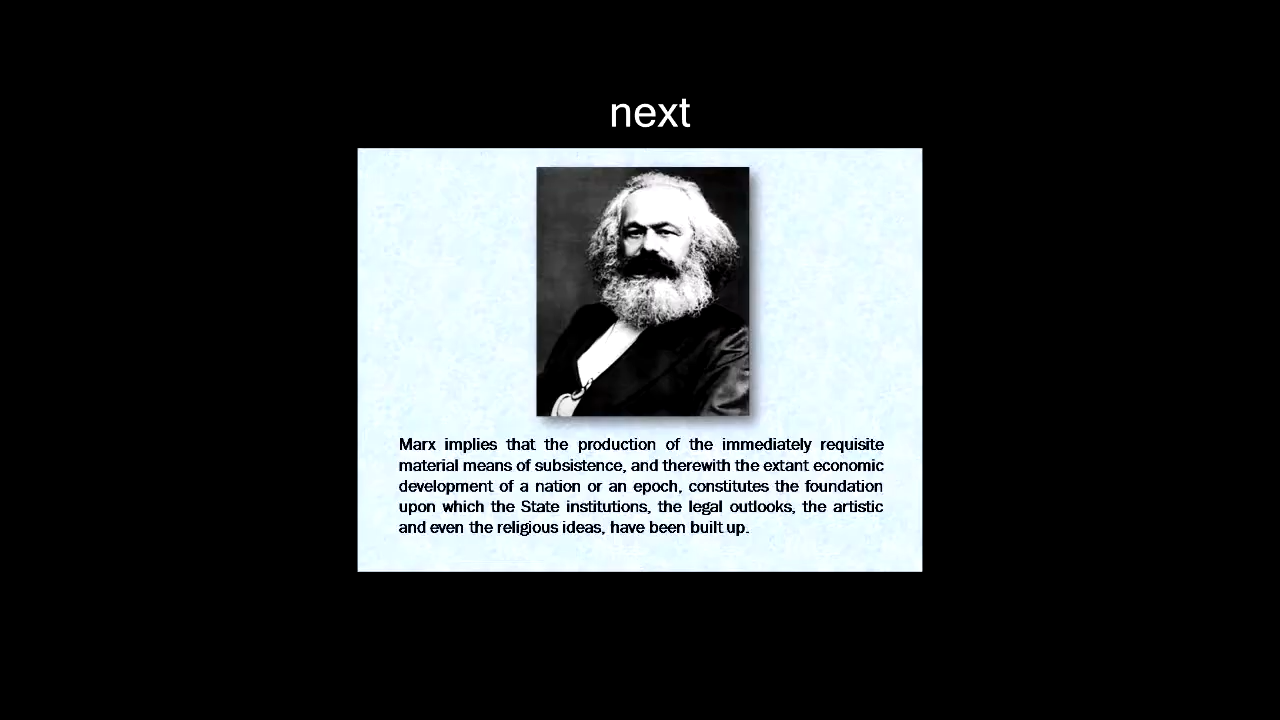 next
Marx implies that the production of the immediately requisite
material means of subsistence, and therewith the extant economic
development of a nation or an epoch, constitutes the foundation
upon which the State institutions, the legal outlooks, the artistic
and even the religious ideas, have been built up.